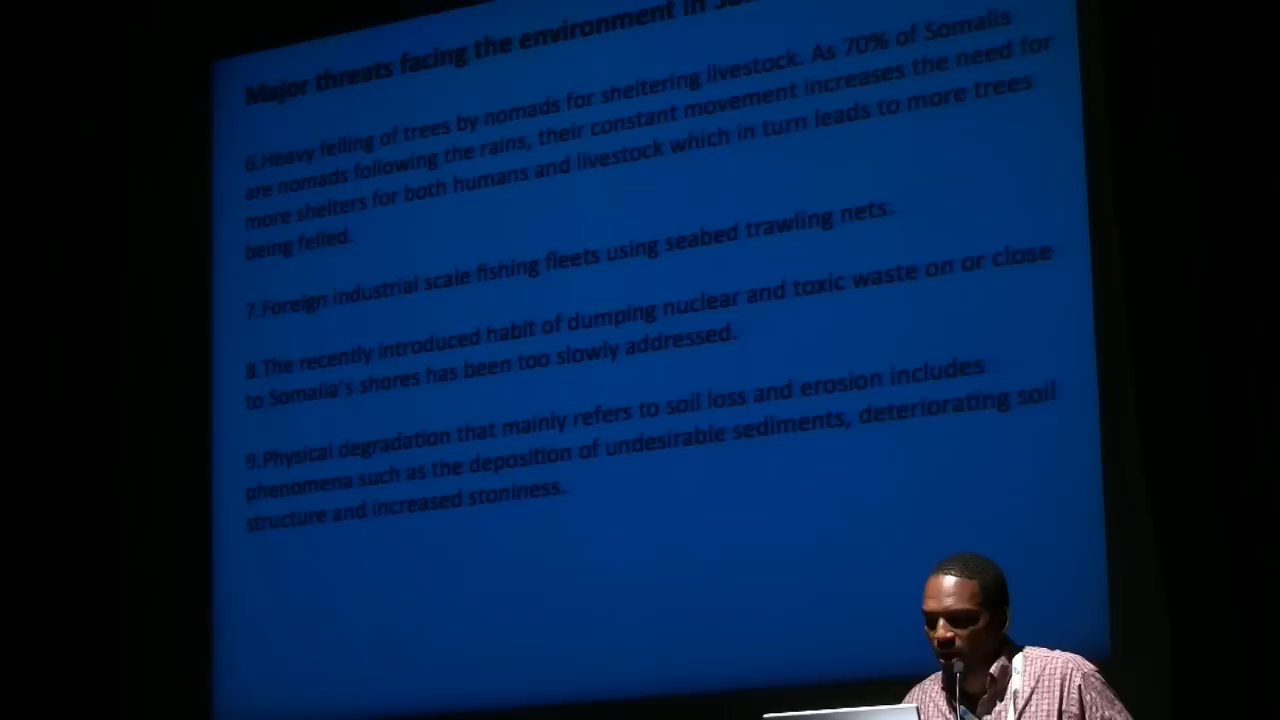 Major threats facing the environment in
6.Heavy felling of trees by nomads for sheltering livestock. As 70% of Somalis
are nomads following the rains, their constant movement increases the need for
more shelters for both humans and livestock which in turn leads to more trees
being felled.
7.Foreign industrial scale fishing fleets using seabed trawling nets.
8.The recently introduced habit of dumping nuclear and toxic waste on or close
to Somalia's shores has been too slowly addressed.
9.Physical degradation that mainly refers to soil loss and erosion includes
phenomena such as the deposition of undesirable sediments, deteriorating soil
structure and increased stoniness.